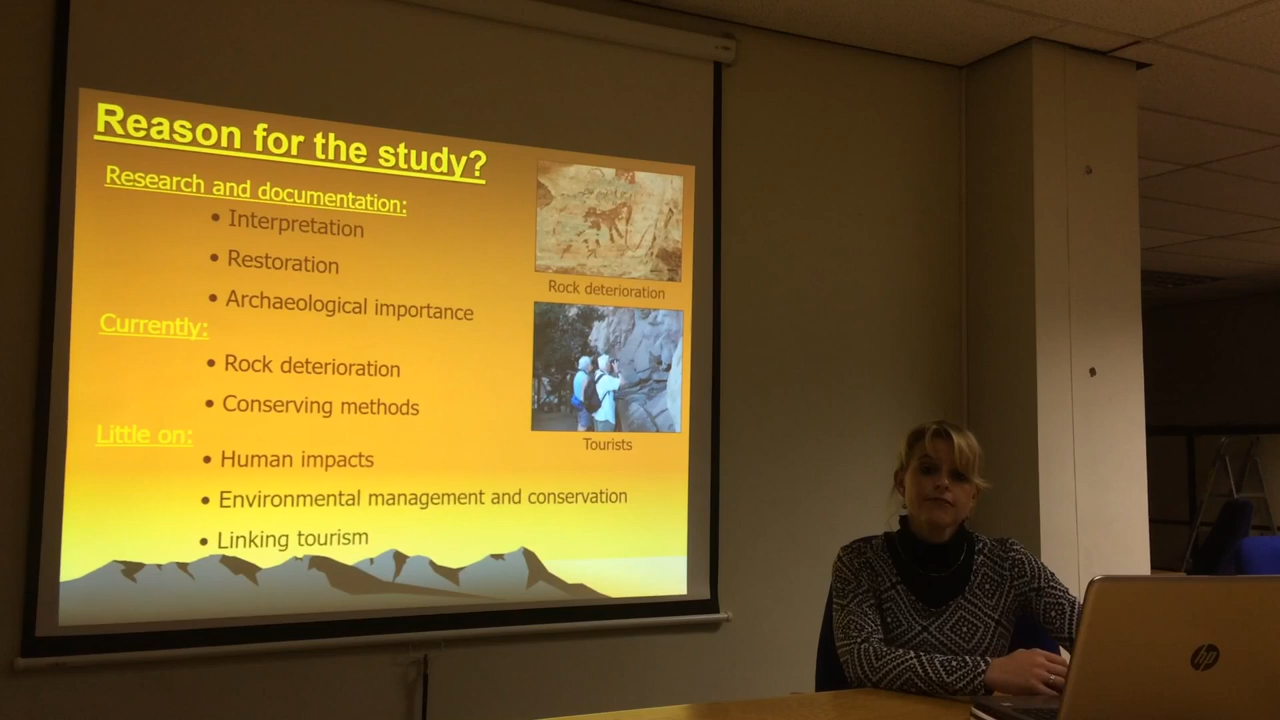 Reason for the study?
Research and documentation:
• Interpretation
• Restoration
• Archaeological importance
Currently:
• Rock deterioration
• Conserving methods
Little on:
• Human impacts
• Environmental management and conservation
• Linking tourism
Rock deterioration
Tourists
hp